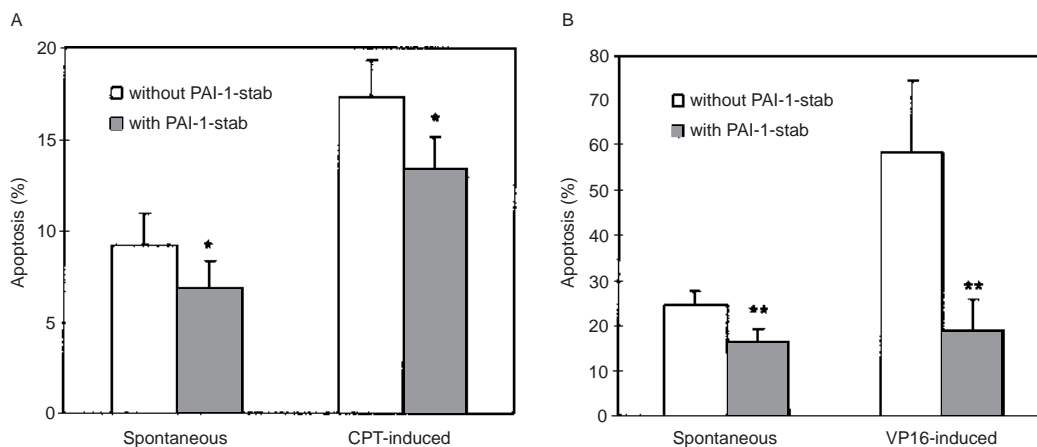 A
20
15
10
5
0
Apoptosis (%)
without PAI-1-stab
with PAI-1-stab
*
*
Spontaneous
CPT-induced
B
80
70
60
50
40
30
20
10
0
Apoptosis (%)
without PAI-1-stab
with PAI-1-stab
**
**
Spontaneous
VP16-induced